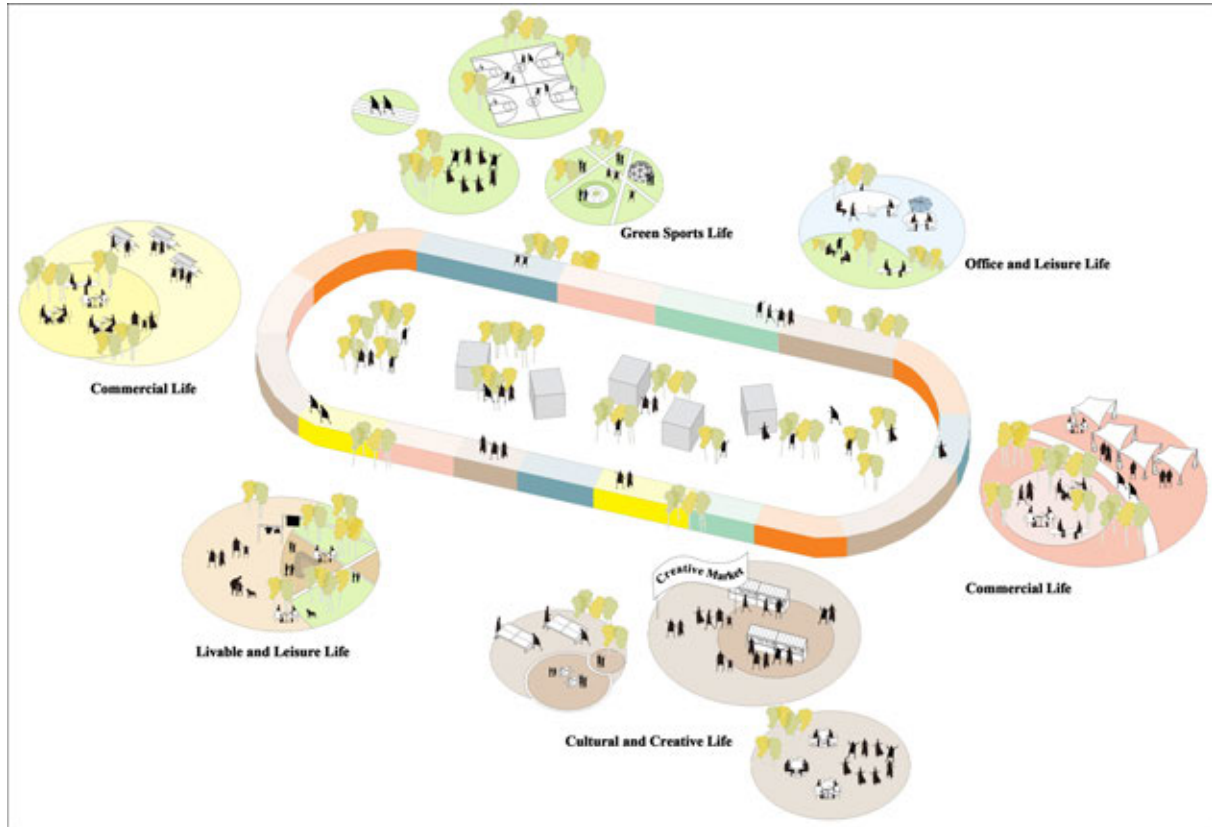 Green Sports Life
Office and Leisure Life
Commercial Life
Commercial Life
Livable and Leisure Life
Creative Market
Cultural and Creative Life